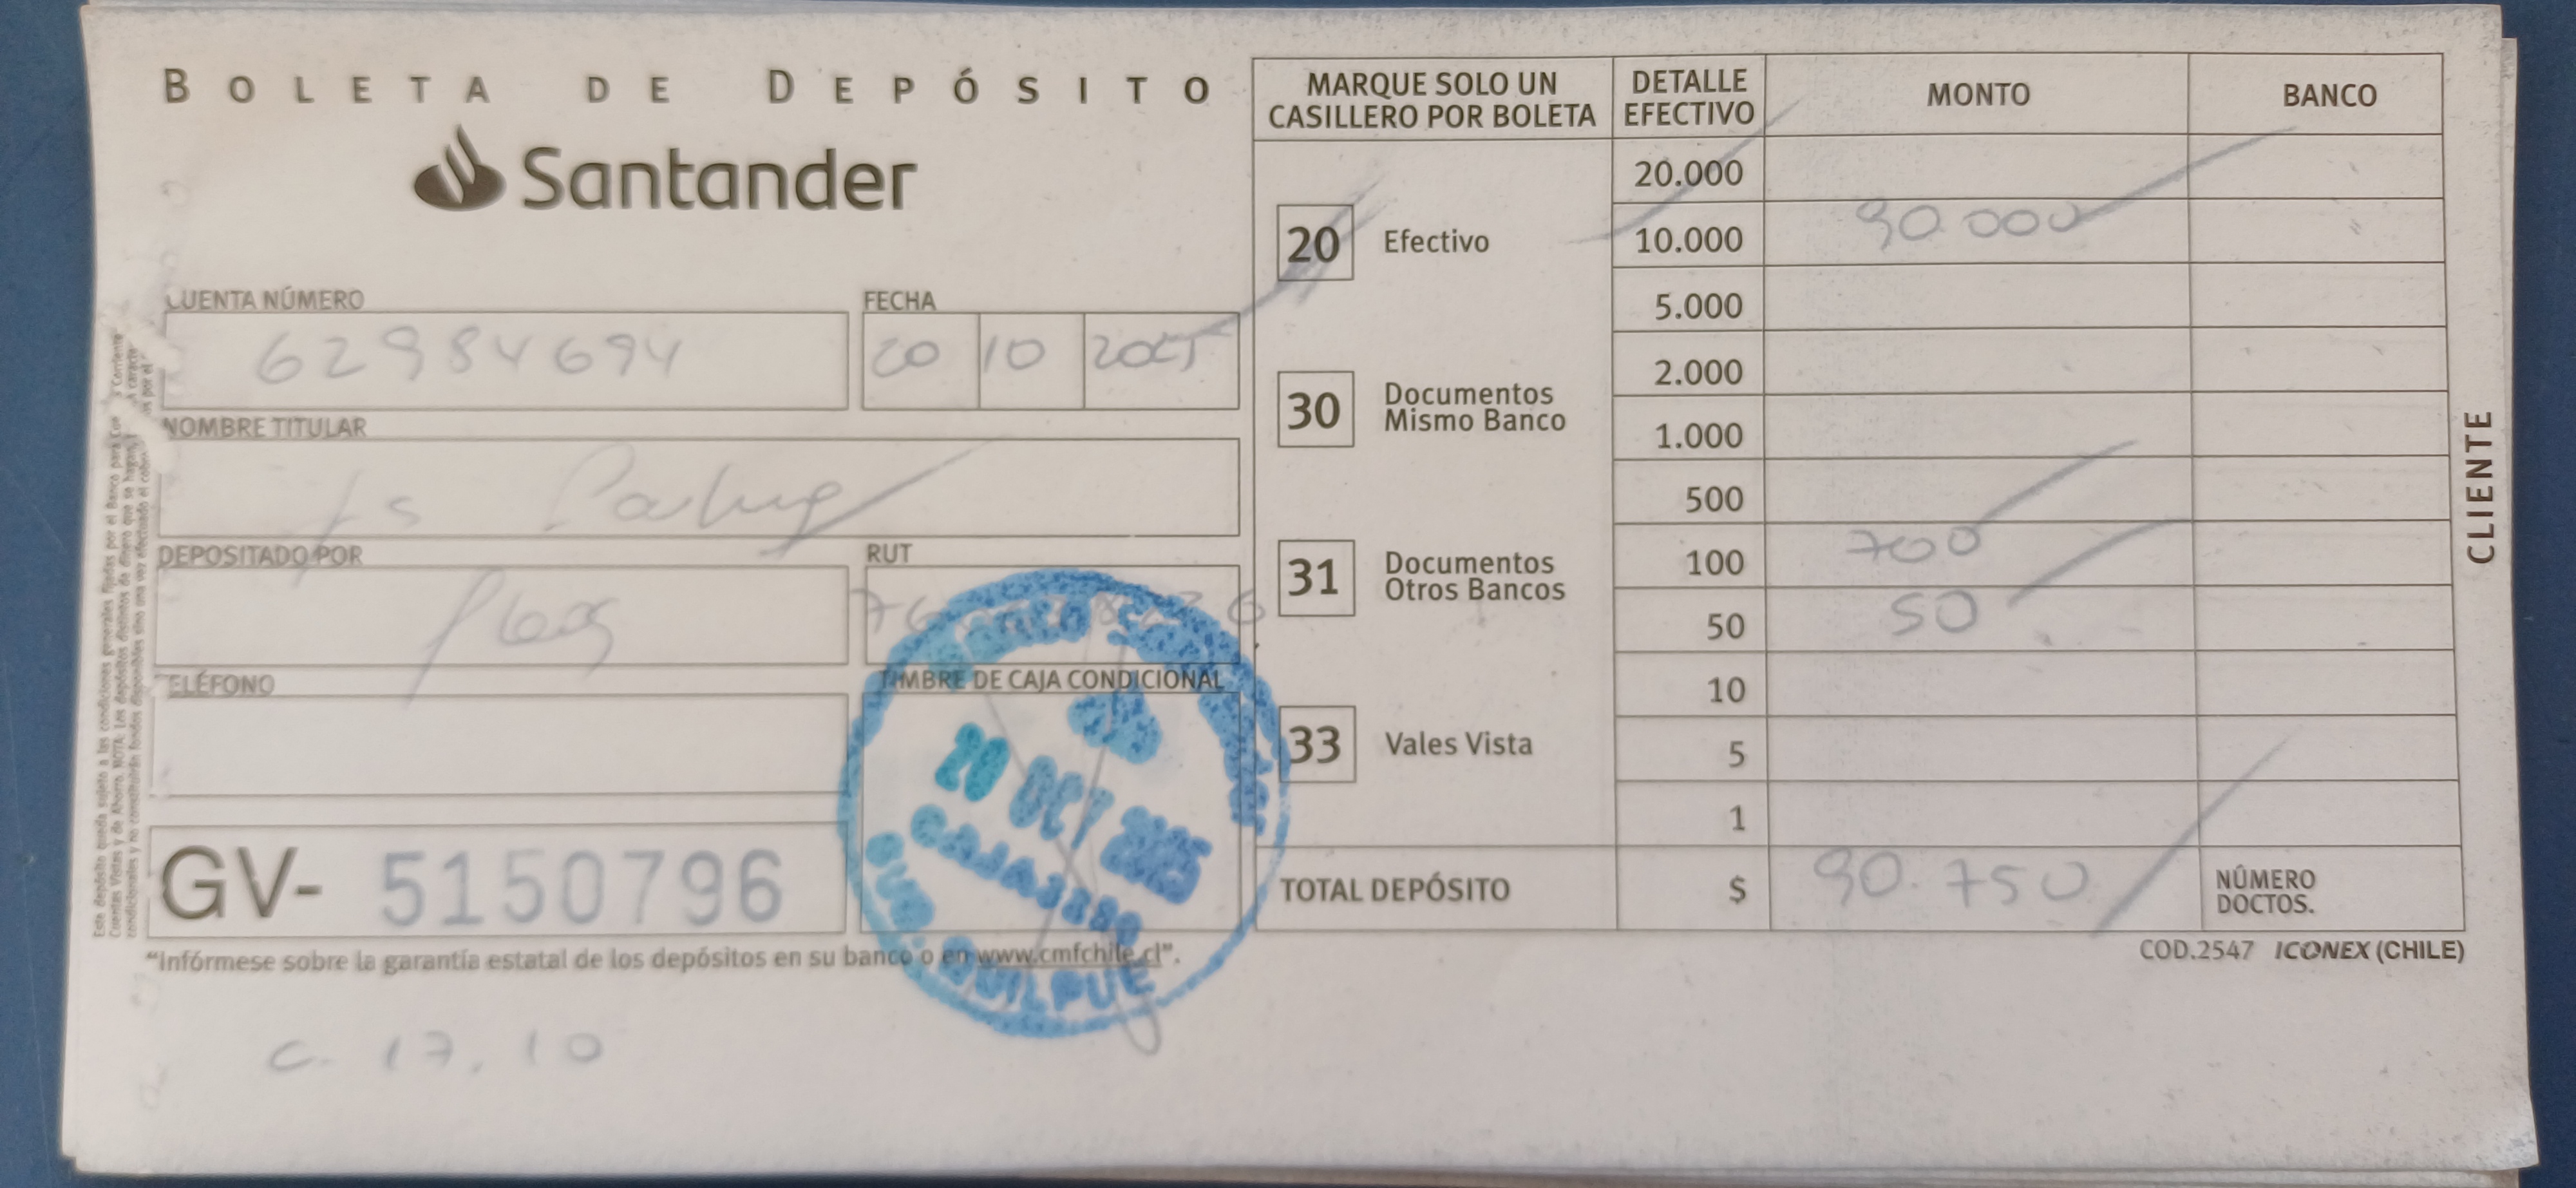 BOLETA DE DEPÓSITO
Santander
CUENTA NÚMERO
62984694
FECHA
20 10 2025
NOMBRE TITULAR
DEPOSITADO POR
RUT
TELÉFONO
TIMBRE DE CAJA CONDICIONAL
20 OCT 2025
CAJA
SUC. QUILPUE
GV- 5150796
"Infórmese sobre la garantía estatal de los depósitos en su banco o en www.cmfchile.cl".
C. 17.10
MARQUE SOLO UN
CASILLERO POR BOLETA
20 Efectivo
30 Documentos
Mismo Banco
31 Documentos
Otros Bancos
33 Vales Vista
DETALLE
EFECTIVO
MONTO
BANCO
20.000
10.000 90.000
5.000
2.000
1.000
500
100 700
50 50
10
5
1
TOTAL DEPÓSITO $ 90.750
NÚMERO
DOCTOS.
CLIENTE
COD.2547 ICONEX (CHILE)